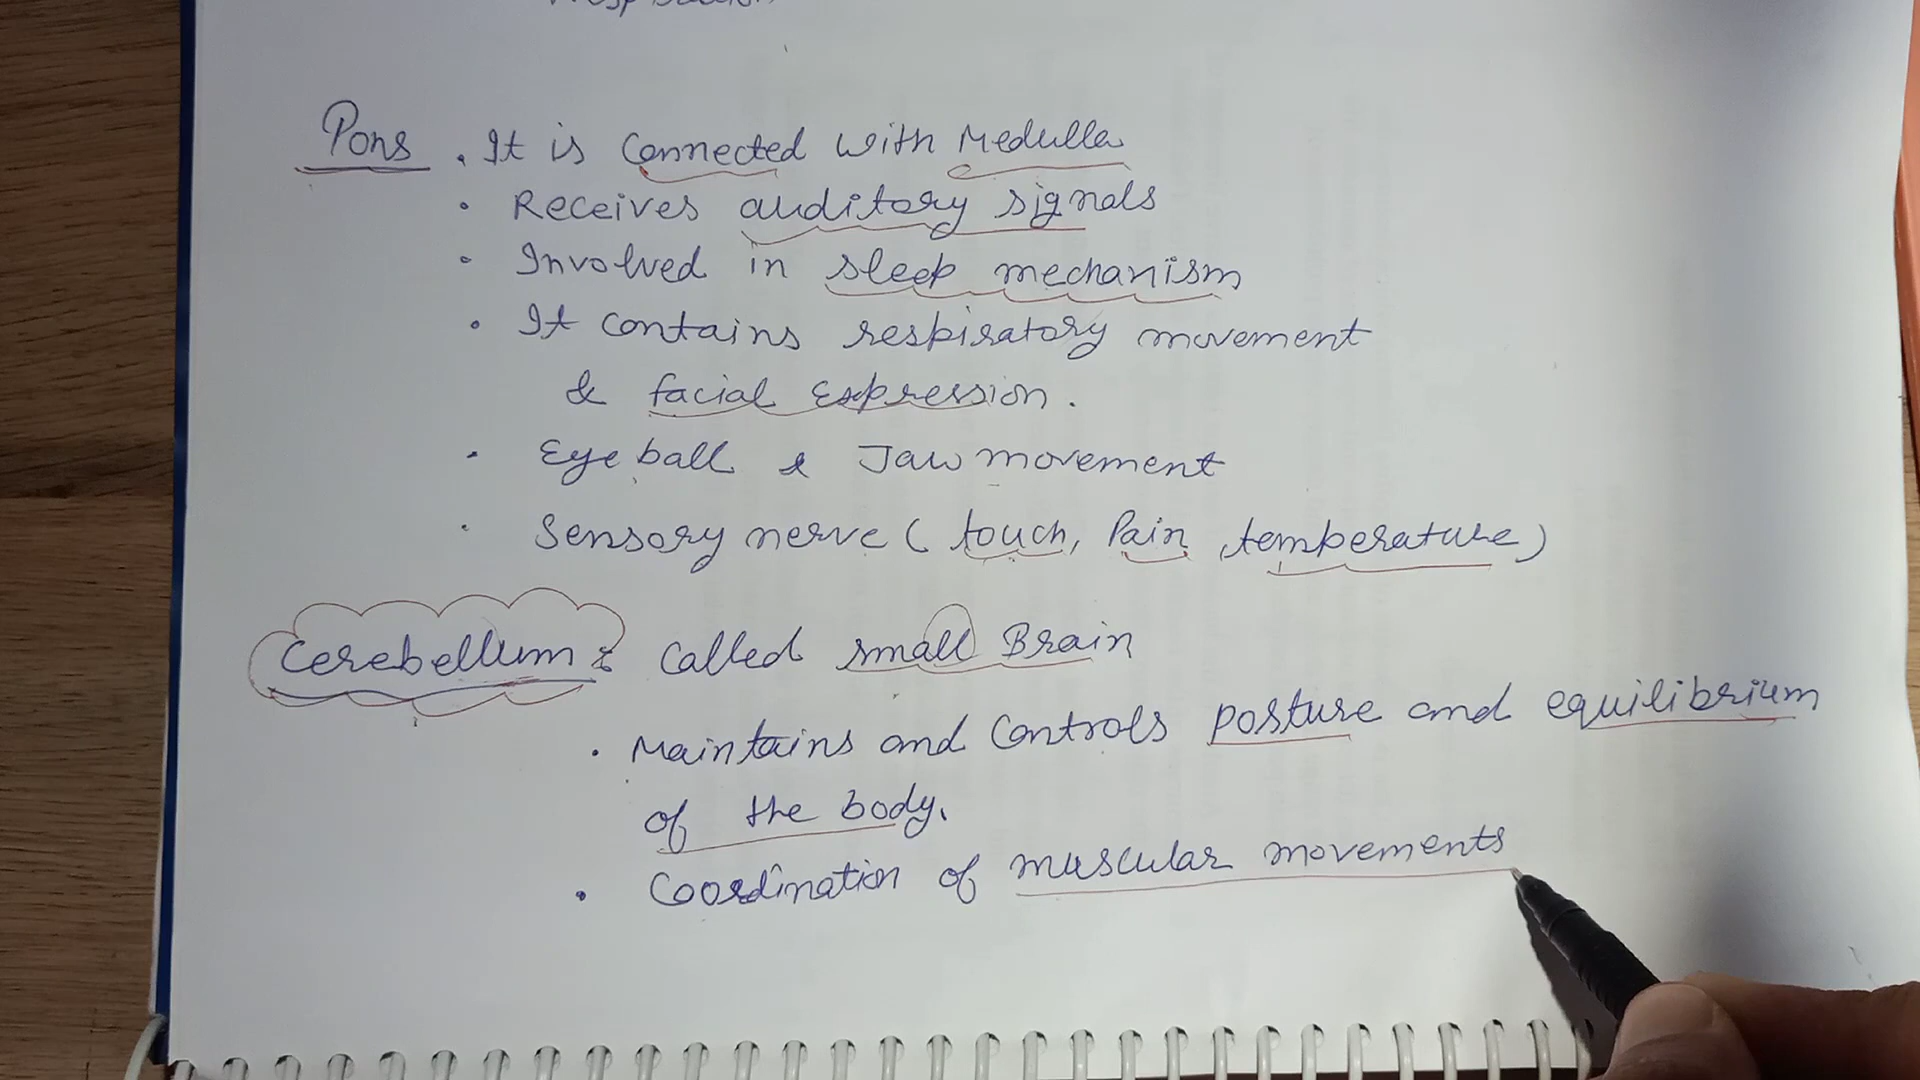 Pons . It is Connected with Medulla
• Receives auditory signals
• Involved in sleep mechanism
• It contains respiratory movement
& facial Expression.
• Eye ball & Jaw movement
• Sensory nerve ( touch, Pain, temperature)
Cerebellum : Called small Brain
• Maintains and Controls posture and equilibrium
of the body.
• Coordination of muscular movements